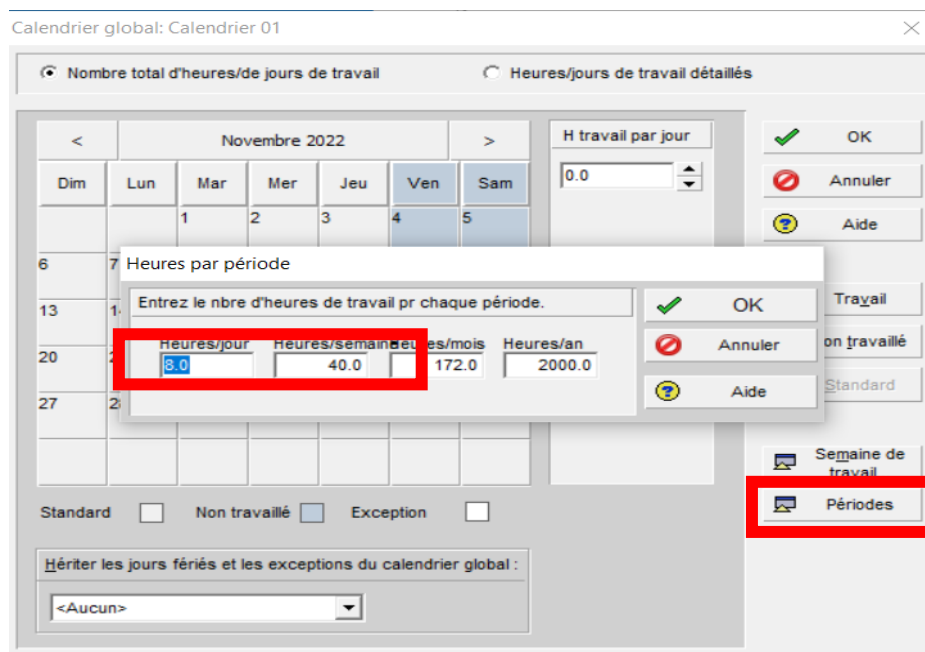 Calendrier global: Calendrier 01
Nombre total d'heures/de jours de travail
Heures/jours de travail détaillés
< Novembre 2022 >
H travail par jour
OK
Dim Lun Mar Mer Jeu Ven Sam
0.0
Annuler
1 2 3 4 5
Aide
6 7
Heures par période
Entrez le nbre d'heures de travail pr chaque période.
OK
Travail
13
Heures/jour Heures/semaine Heures/mois Heures/an
Annuler
on travaillé
20
8.0 40.0 172.0 2000.0
Aide
Standard
27
Semaine de
travail
Standard Non travaillé Exception
Périodes
Hériter les jours fériés et les exceptions du calendrier global :
<Aucun>